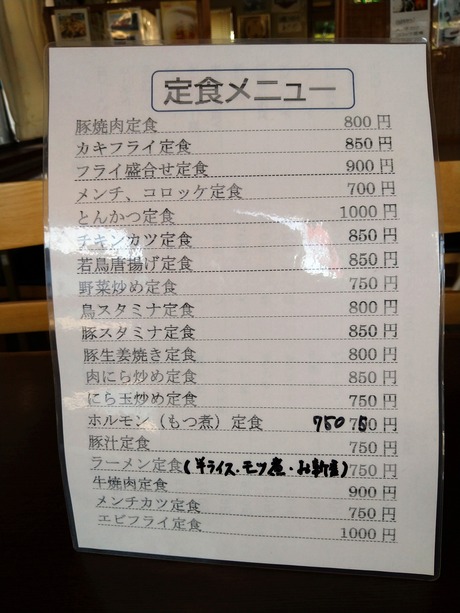 定食メニュー
豚焼肉定食 800円
カキフライ定食 850円
フライ盛合せ定食 900円
メンチ、コロッケ定食 700円
とんかつ定食 1000円
チキンカツ定食 850円
若鳥唐揚げ定食 850円
野菜炒め定食 750円
鳥スタミナ定食 800円
豚スタミナ定食 850円
豚生姜焼き定食 800円
肉にら炒め定食 850円
にら玉炒め定食 750円
ホルモン（もつ煮）定食 750 円
豚汁定食 750円
ラーメン定食(半ライス・モツ煮・お新香) 750円
牛焼肉定食 900円
メンチカツ定食 750円
エビフライ定食 1000円